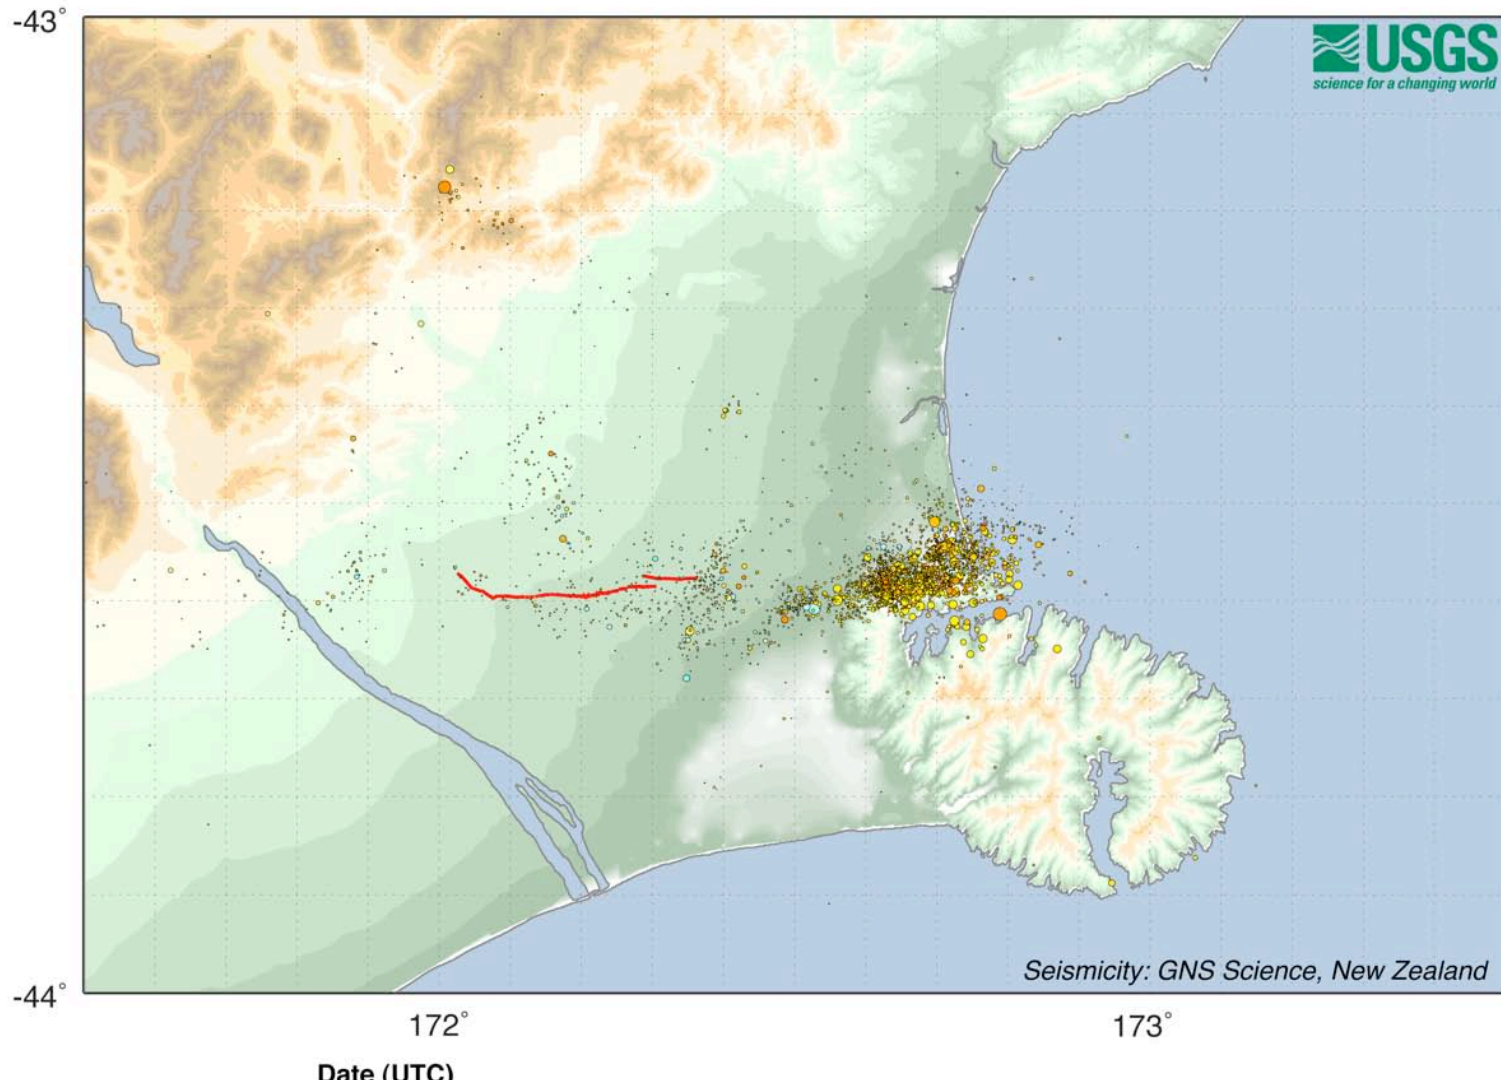 -43°
USGS
science for a changing world
Seismicity: GNS Science, New Zealand
-44°
172°
173°
Date (UTC)